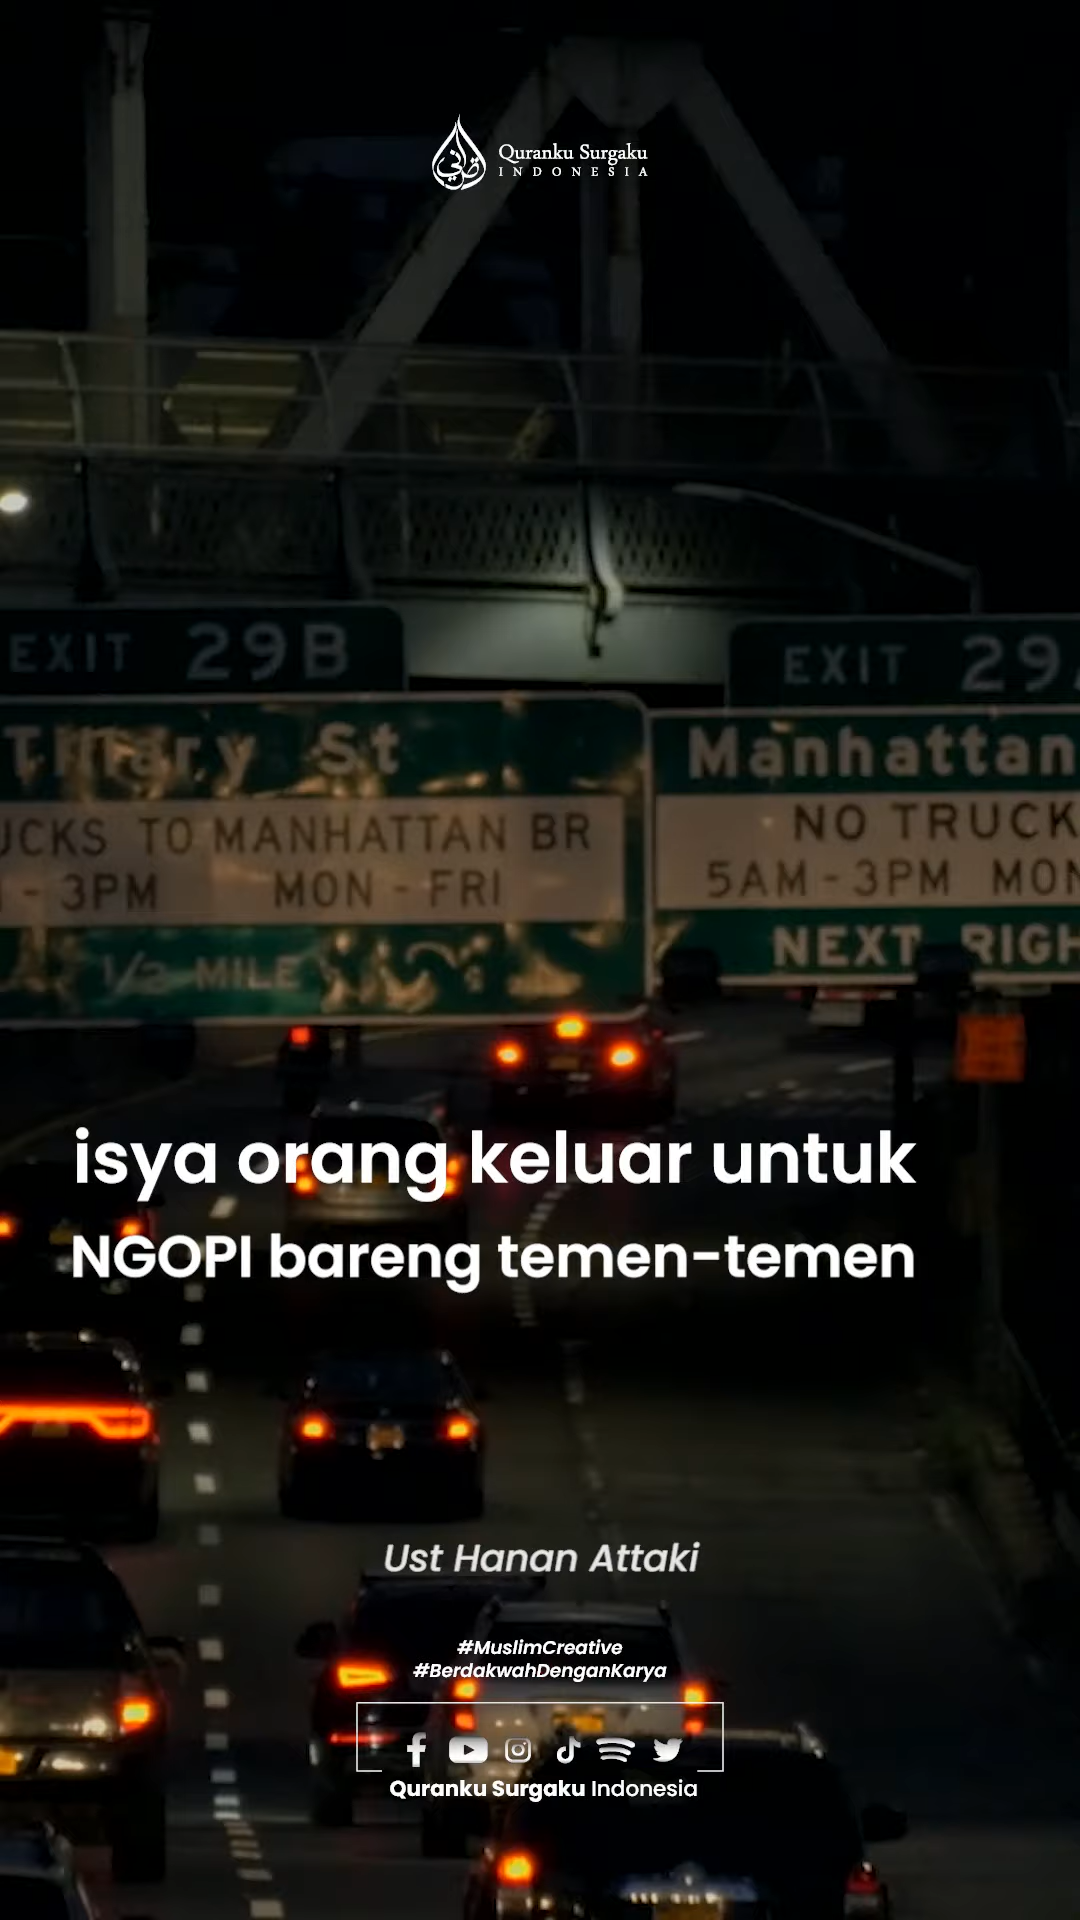 Quranku Surgaku
INDONESIA
EXIT 29B
EXIT 29
Tillary St
Manhattan
TO MANHATTAN BR
NO TRUCK
- 3PM MON - FRI
5AM - 3PM MON
1/2 MILE
NEXT RIGH
isya orang keluar untuk
NGOPI bareng temen-temen
Ust Hanan Attaki
#MuslimCreative
#BerdakwahDenganKarya
Quranku Surgaku Indonesia